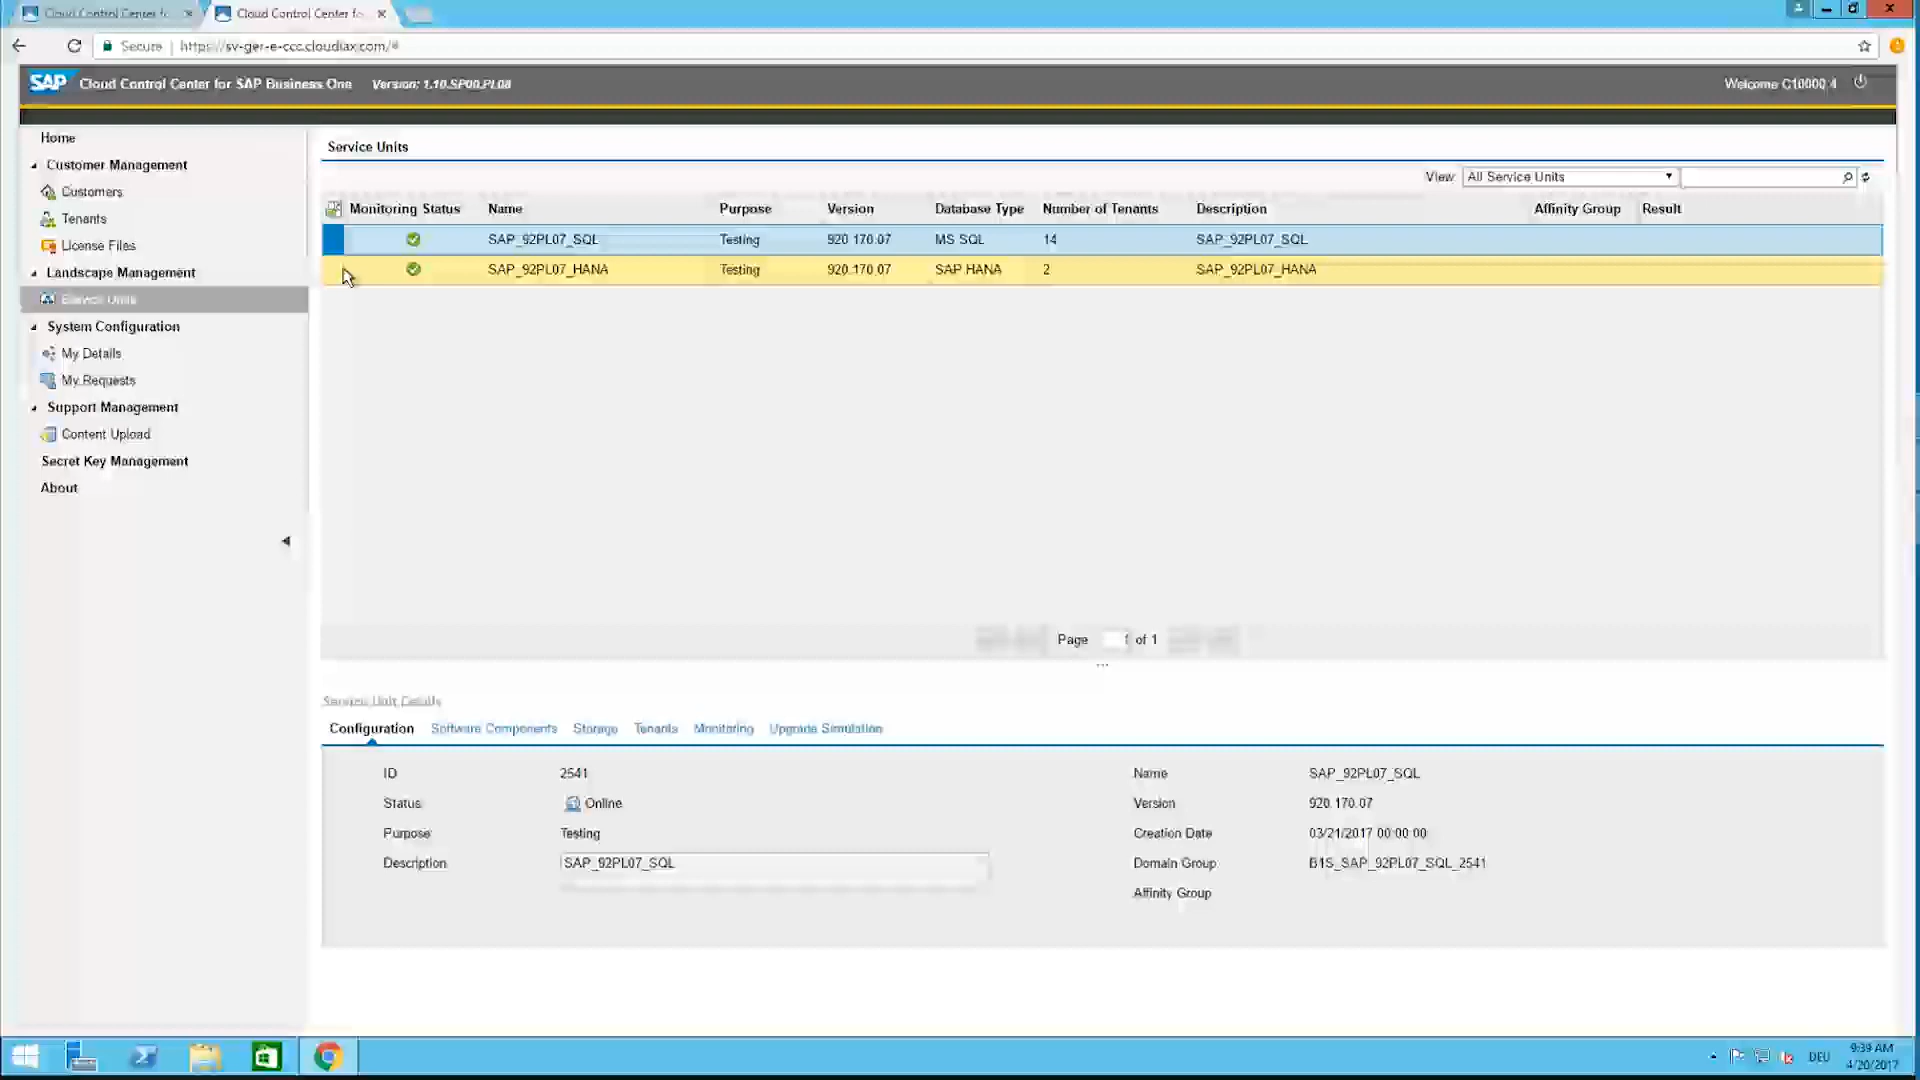 Cloud Control Center fo
Cloud Control Center fo
Secure | https://sv-ger-e-ccc.cloudiax.com/#
SAP Cloud Control Center for SAP Business One Version: 1.10.SP00.PL08
Welcome C10000.4
Home
Customer Management
Customers
Tenants
License Files
Landscape Management
Service Units
System Configuration
My Details
My Requests
Support Management
Content Upload
Secret Key Management
About
Service Units
View All Service Units
Monitoring Status Name Purpose Version Database Type Number of Tenants Description Affinity Group Result
SAP_92PL07_SQL Testing 920.170.07 MS SQL 14 SAP_92PL07_SQL
SAP_92PL07_HANA Testing 920.170.07 SAP HANA 2 SAP_92PL07_HANA
Page 1 of 1
Service Unit Details
Configuration Software Components Storage Tenants Monitoring Upgrade Simulation
ID 2541 Name SAP_92PL07_SQL
Status Online Version 920.170.07
Purpose Testing Creation Date 03/21/2017 00:00:00
Description SAP_92PL07_SQL Domain Group B1S_SAP_92PL07_SQL_2541
Affinity Group
DEU
9:39 AM
4/20/2017